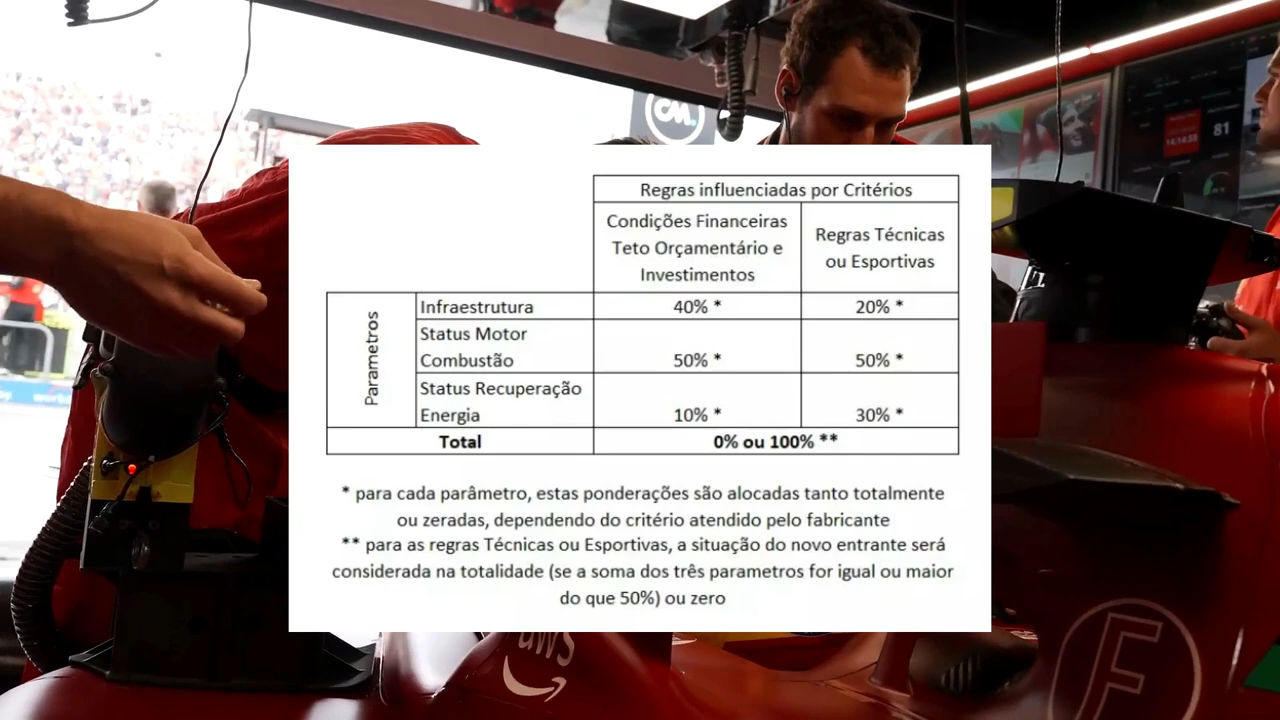 CM.
81
Regras influenciadas por Critérios
Condições Financeiras
Teto Orçamentário e
Investimentos
Regras Técnicas
ou Esportivas
Parametros
Infraestrutura
40% *
20% *
Status Motor
Combustão
50% *
50% *
Status Recuperação
Energia
10% *
30% *
Total
0% ou 100% **
* para cada parâmetro, estas ponderações são alocadas tanto totalmente
ou zeradas, dependendo do critério atendido pelo fabricante
** para as regras Técnicas ou Esportivas, a situação do novo entrante será
considerada na totalidade (se a soma dos três parametros for igual ou maior
do que 50%) ou zero
aws
F